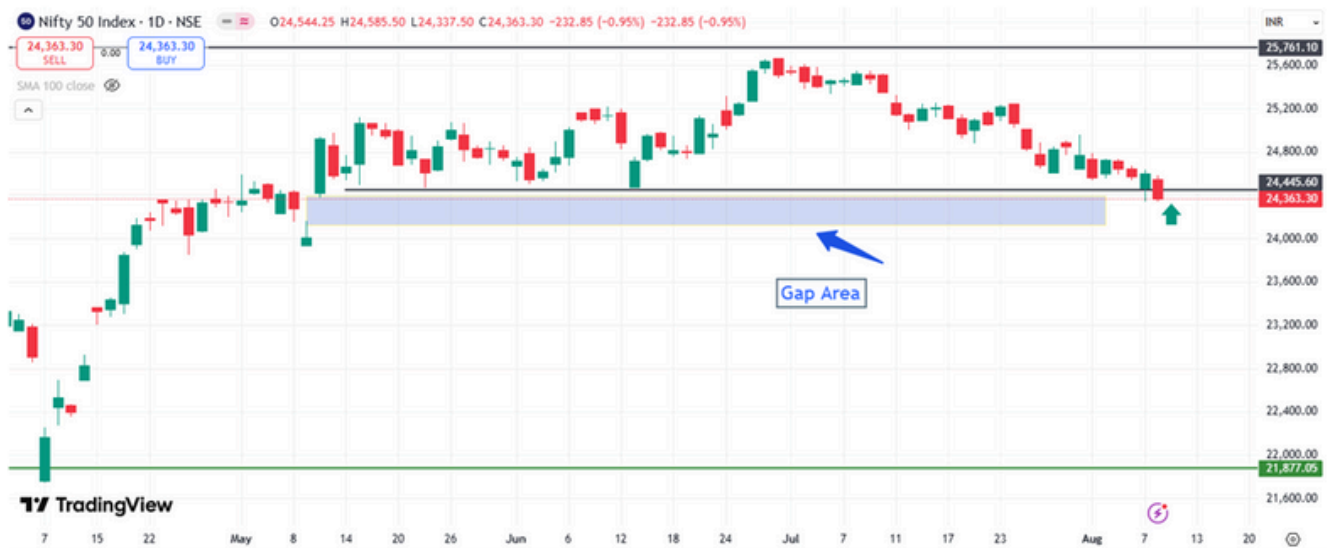 50 Nifty 50 Index · 1D · NSE O24,544.25 H24,585.50 L24,337.50 C24,363.30 -232.85 (-0.95%) -232.85 (-0.95%) INR
24,363.30 0.00 24,363.30
SELL BUY
SMA 100 close
25,761.10
25,600.00
25,200.00
24,800.00
24,445.60
24,363.30
24,000.00
23,600.00
23,200.00
22,800.00
22,400.00
22,000.00
21,877.05
21,600.00
Gap Area
TradingView
7 15 22 May 8 14 20 26 Jun 6 12 18 24 Jul 7 11 17 23 Aug 7 13 20